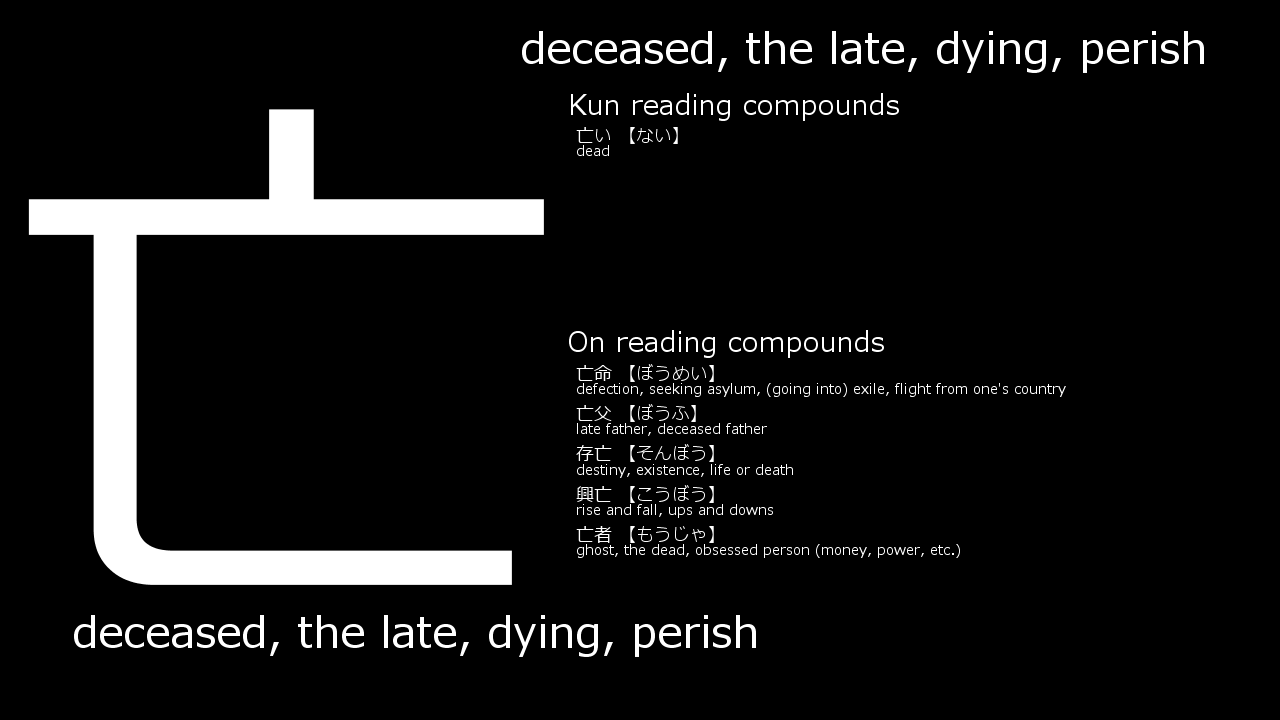 deceased, the late, dying, perish
亡
Kun reading compounds
亡い 【ない】
dead
On reading compounds
亡命 【ぼうめい】
defection, seeking asylum, (going into) exile, flight from one's country
亡父 【ぼうふ】
late father, deceased father
存亡 【そんぼう】
destiny, existence, life or death
興亡 【こうぼう】
rise and fall, ups and downs
亡者 【もうじゃ】
ghost, the dead, obsessed person (money, power, etc.)
deceased, the late, dying, perish